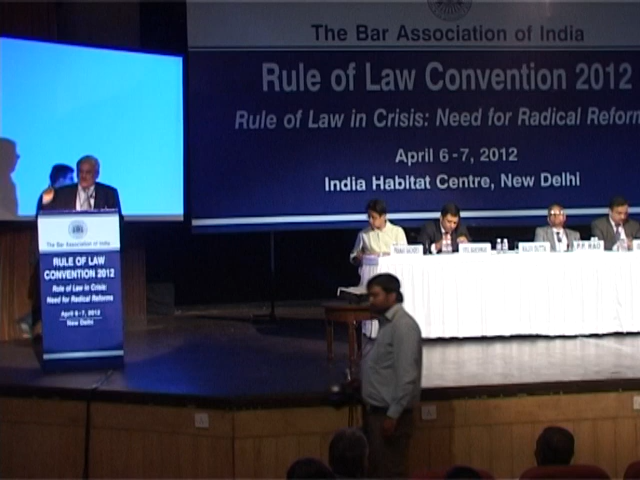 The Bar Association of India
Rule of Law Convention 2012
Rule of Law in Crisis: Need for Radical Reform
April 6-7, 2012
India Habitat Centre, New Delhi
The Bar Association of India
RULE OF LAW
CONVENTION 2012
Rule of Law in Crisis:
Need for Radical Reforms
April 6-7, 2012
New Delhi
P.P. RAO